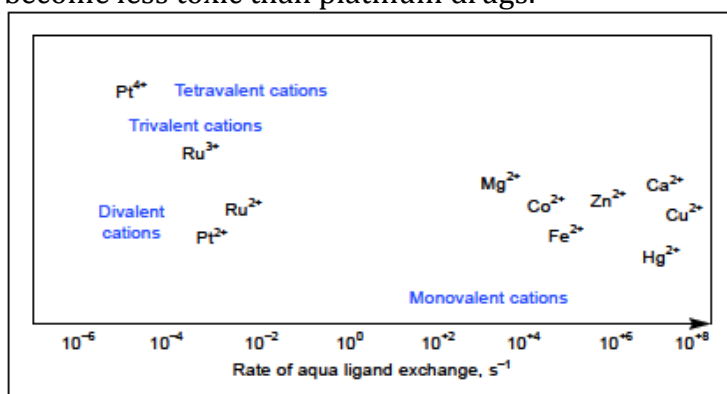 become less toxic than platinum drugs.
Pt⁴⁺ Tetravalent cations
Trivalent cations
Ru³⁺
Mg²⁺ Ca²⁺
Zn²⁺
Divalent Ru²⁺ Co²⁺ Cu²⁺
cations Pt²⁺ Fe²⁺
Hg²⁺
Monovalent cations
10⁻⁶ 10⁻⁴ 10⁻² 10⁰ 10⁺² 10⁺⁴ 10⁺⁶ 10⁺⁸
Rate of aqua ligand exchange, s⁻¹